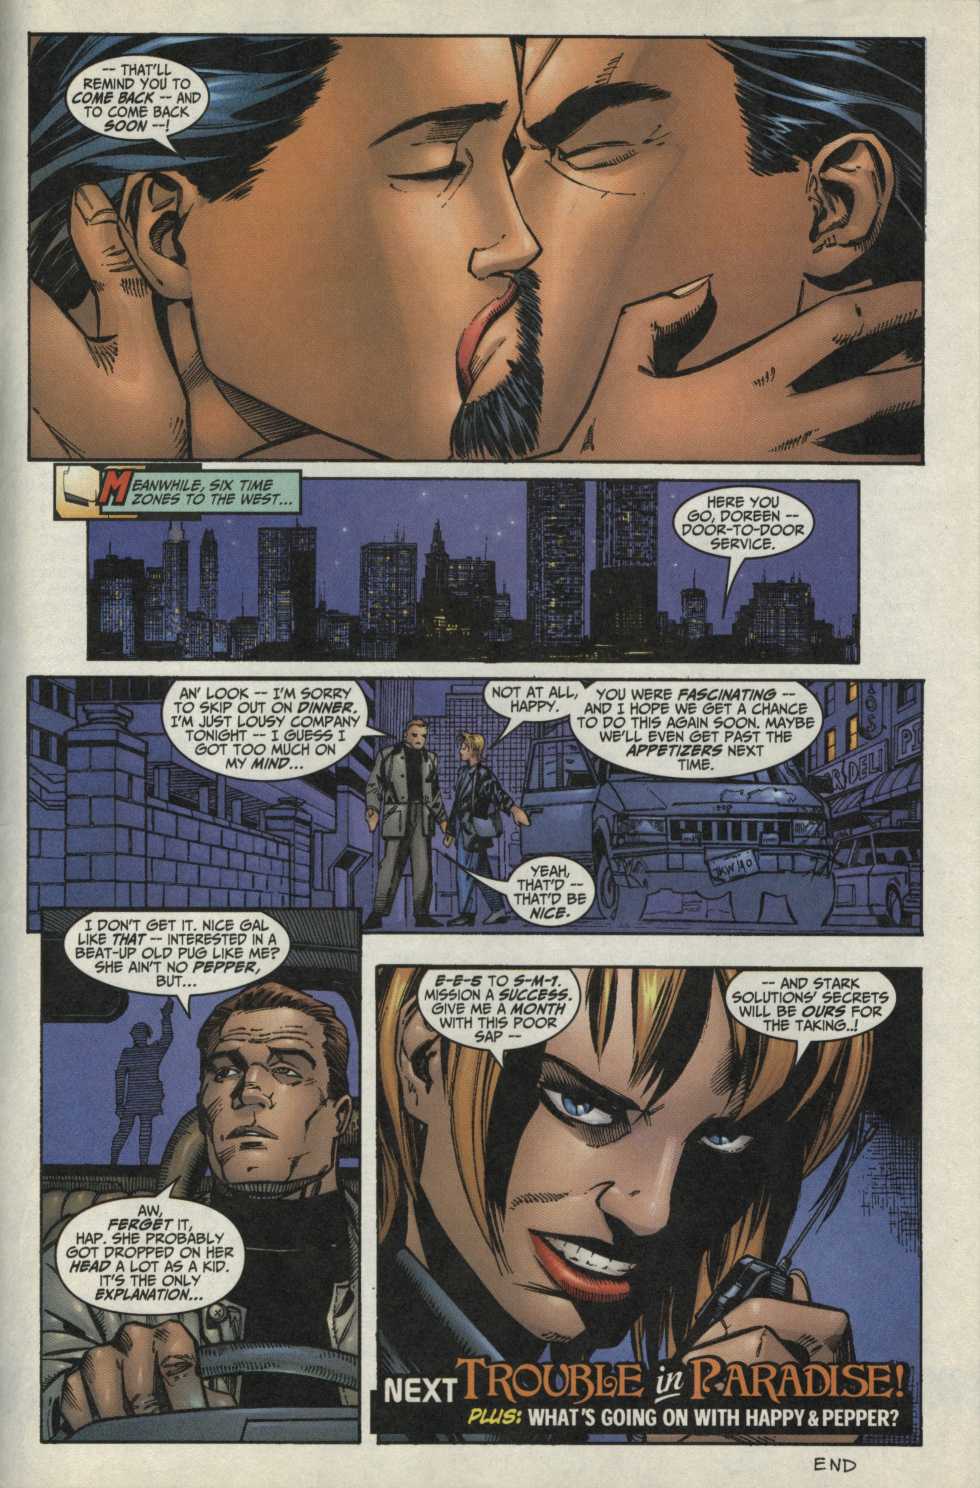 -- THAT'LL
REMIND YOU TO
COME BACK -- AND
TO COME BACK
SOON --!
MEANWHILE, SIX TIME
ZONES TO THE WEST...
HERE YOU
GO, DOREEN --
DOOR-TO-DOOR
SERVICE.
AN' LOOK -- I'M SORRY
TO SKIP OUT ON DINNER.
I'M JUST LOUSY COMPANY
TONIGHT -- I GUESS I
GOT TOO MUCH ON
MY MIND...
NOT AT ALL,
HAPPY.
YOU WERE FASCINATING --
AND I HOPE WE GET A CHANCE
TO DO THIS AGAIN SOON. MAYBE
WE'LL EVEN GET PAST THE
APPETIZERS NEXT
TIME.
DELI
YEAH,
THAT'D --
THAT'D BE
NICE.
I DON'T GET IT. NICE GAL
LIKE THAT -- INTERESTED IN A
BEAT-UP OLD PUG LIKE ME?
SHE AIN'T NO PEPPER,
BUT...
AW,
FERGET IT,
HAP. SHE PROBABLY
GOT DROPPED ON HER
HEAD A LOT AS A KID.
IT'S THE ONLY
EXPLANATION...
E-E-5 TO S-M-1.
MISSION A SUCCESS.
GIVE ME A MONTH
WITH THIS POOR
SAP --
-- AND STARK
SOLUTIONS' SECRETS
WILL BE OURS FOR
THE TAKING..!
NEXT TROUBLE in PARADISE!
PLUS: WHAT'S GOING ON WITH HAPPY & PEPPER?
END